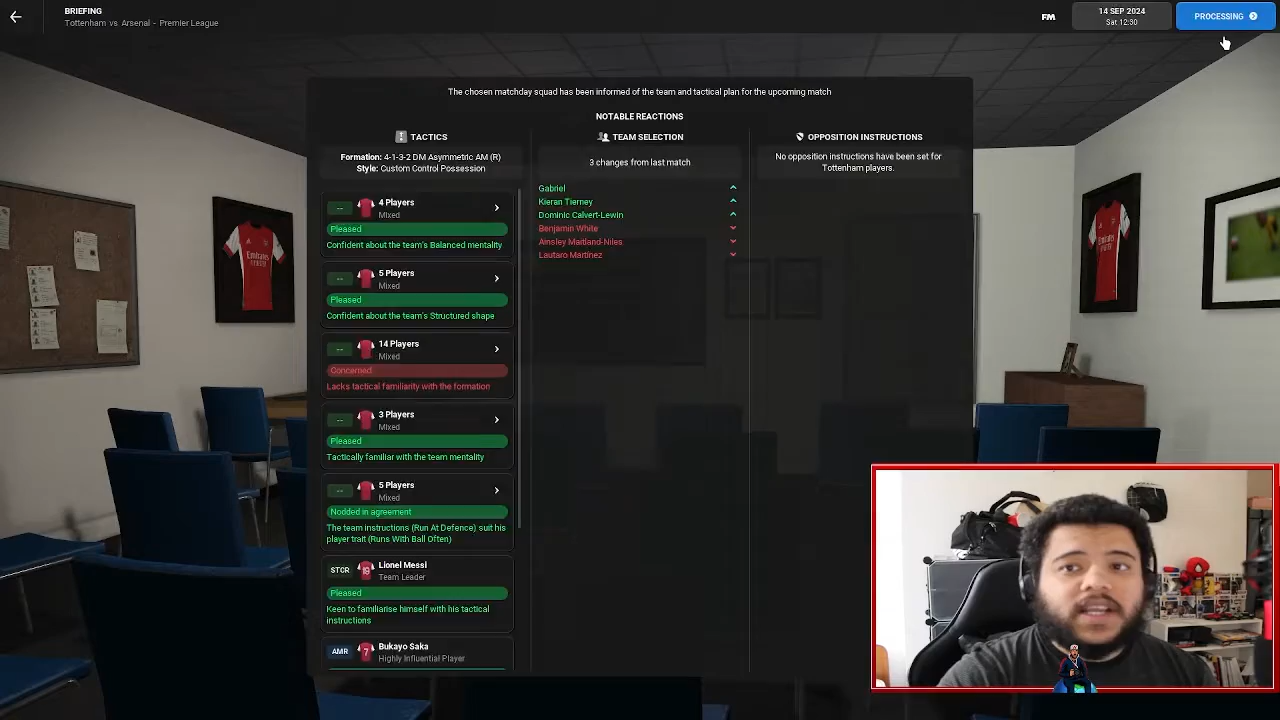 BRIEFING
Tottenham vs Arsenal - Premier League
FM
14 SEP 2024
Sat 12:30
PROCESSING
The chosen matchday squad has been informed of the team and tactical plan for the upcoming match
NOTABLE REACTIONS
TACTICS
Formation: 4-1-3-2 DM Asymmetric AM (R)
Style: Custom Control Possession
-- 4 Players
Mixed
Pleased
Confident about the team's Balanced mentality
-- 5 Players
Mixed
Pleased
Confident about the team's Structured shape
-- 14 Players
Mixed
Concerned
Lacks tactical familiarity with the formation
-- 3 Players
Mixed
Pleased
Tactically familiar with the team mentality
-- 5 Players
Mixed
Nodded in agreement
The team instructions (Run At Defence) suit his
player trait (Runs With Ball Often)
STCR 18 Lionel Messi
Team Leader
Pleased
Keen to familiarise himself with his tactical
instructions
AMR 7 Bukayo Saka
Highly Influential Player
TEAM SELECTION
3 changes from last match
Gabriel
Kieran Tierney
Dominic Calvert-Lewin
Benjamin White
Ainsley Maitland-Niles
Lautaro Martínez
OPPOSITION INSTRUCTIONS
No opposition instructions have been set for
Tottenham players.